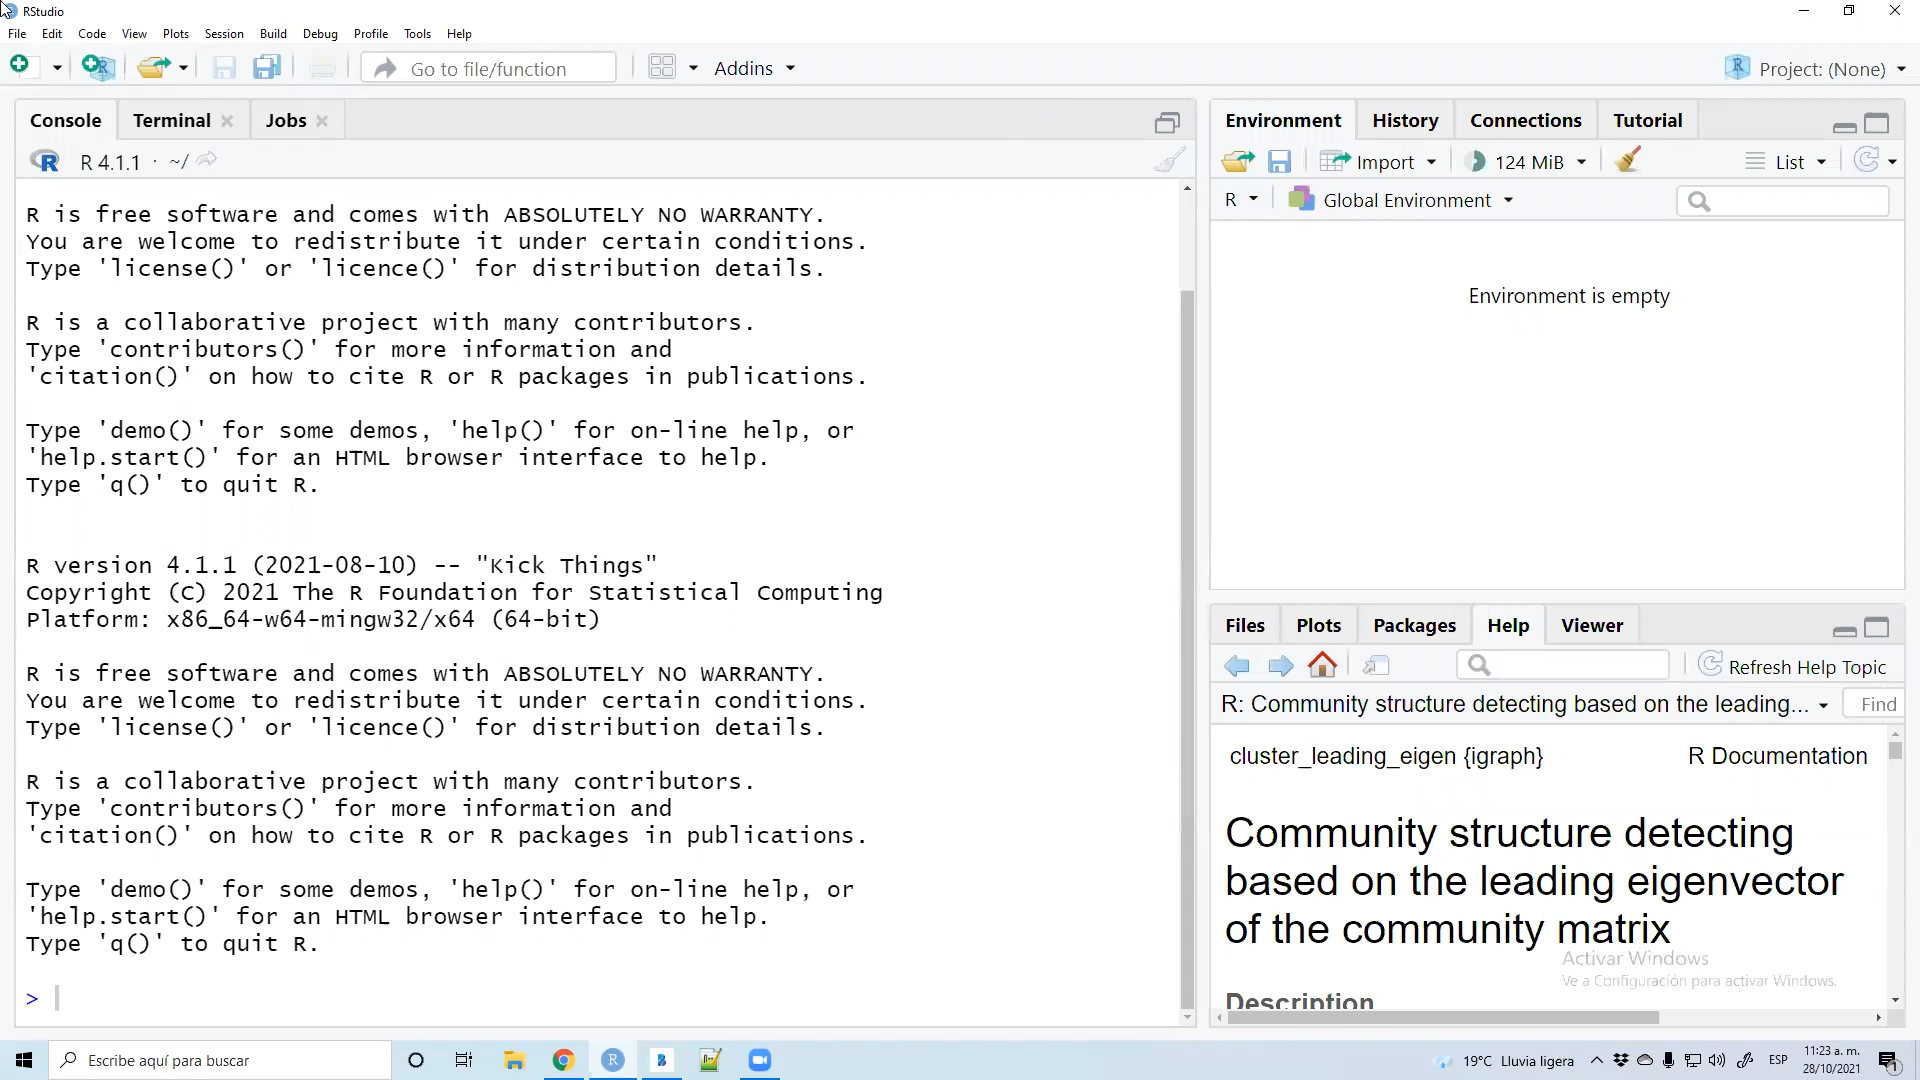 RStudio
File Edit Code View Plots Session Build Debug Profile Tools Help
Go to file/function Addins Project: (None)
Console Terminal Jobs
R 4.1.1 · ~/
R is free software and comes with ABSOLUTELY NO WARRANTY.
You are welcome to redistribute it under certain conditions.
Type 'license()' or 'licence()' for distribution details.
R is a collaborative project with many contributors.
Type 'contributors()' for more information and
'citation()' on how to cite R or R packages in publications.
Type 'demo()' for some demos, 'help()' for on-line help, or
'help.start()' for an HTML browser interface to help.
Type 'q()' to quit R.
R version 4.1.1 (2021-08-10) -- "Kick Things"
Copyright (C) 2021 The R Foundation for Statistical Computing
Platform: x86_64-w64-mingw32/x64 (64-bit)
R is free software and comes with ABSOLUTELY NO WARRANTY.
You are welcome to redistribute it under certain conditions.
Type 'license()' or 'licence()' for distribution details.
R is a collaborative project with many contributors.
Type 'contributors()' for more information and
'citation()' on how to cite R or R packages in publications.
Type 'demo()' for some demos, 'help()' for on-line help, or
'help.start()' for an HTML browser interface to help.
Type 'q()' to quit R.
>
Environment History Connections Tutorial
Import 124 MiB List
R Global Environment
Environment is empty
Files Plots Packages Help Viewer
Refresh Help Topic
R: Community structure detecting based on the leading... Find
cluster_leading_eigen {igraph} R Documentation
Community structure detecting
based on the leading eigenvector
of the community matrix
Activar Windows
Ve a Configuración para activar Windows.
Description
Escribe aquí para buscar
19°C Lluvia ligera ESP
11:23 a. m.
28/10/2021
1